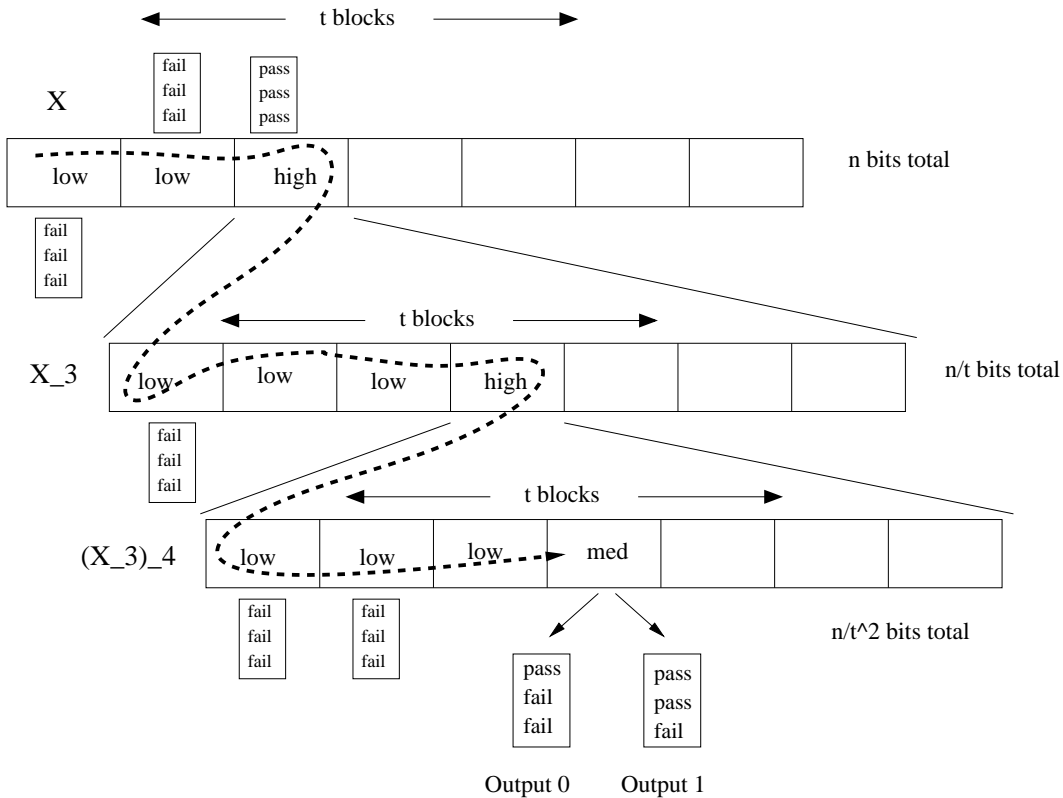 t blocks
fail
fail
fail
pass
pass
pass
X
low
low
high
n bits total
fail
fail
fail
t blocks
X_3
low
low
low
high
n/t bits total
fail
fail
fail
t blocks
(X_3)_4
low
low
low
med
n/t^2 bits total
fail
fail
fail
fail
fail
fail
pass
fail
fail
pass
pass
fail
Output 0
Output 1